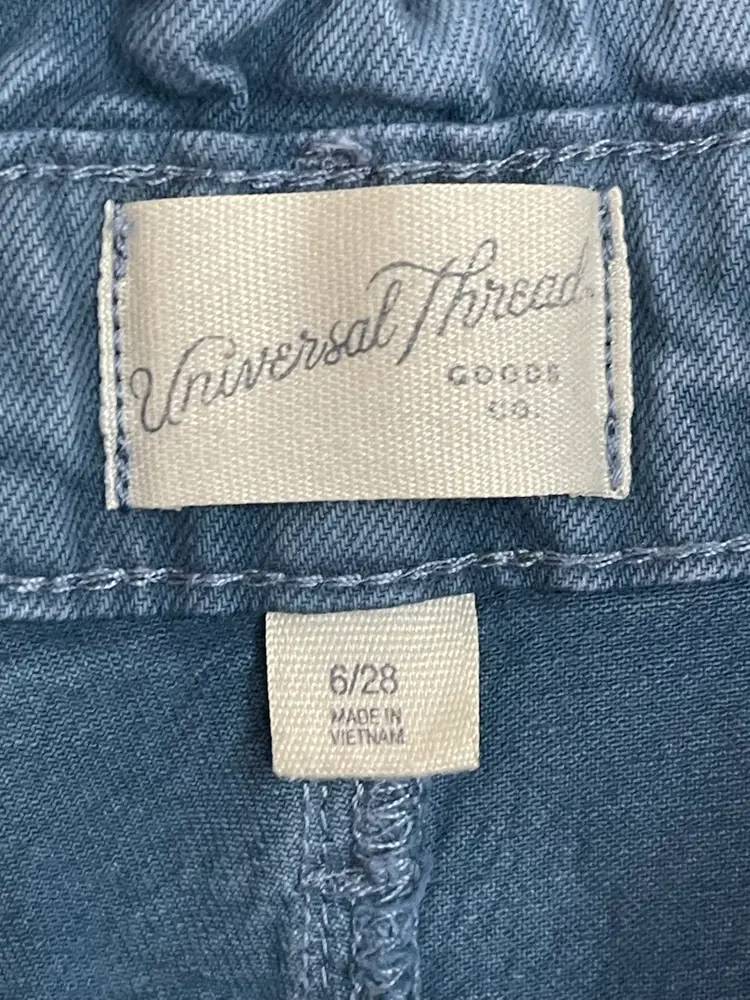 Universal Thread
GOODS
CO.
6/28
MADE IN
VIETNAM